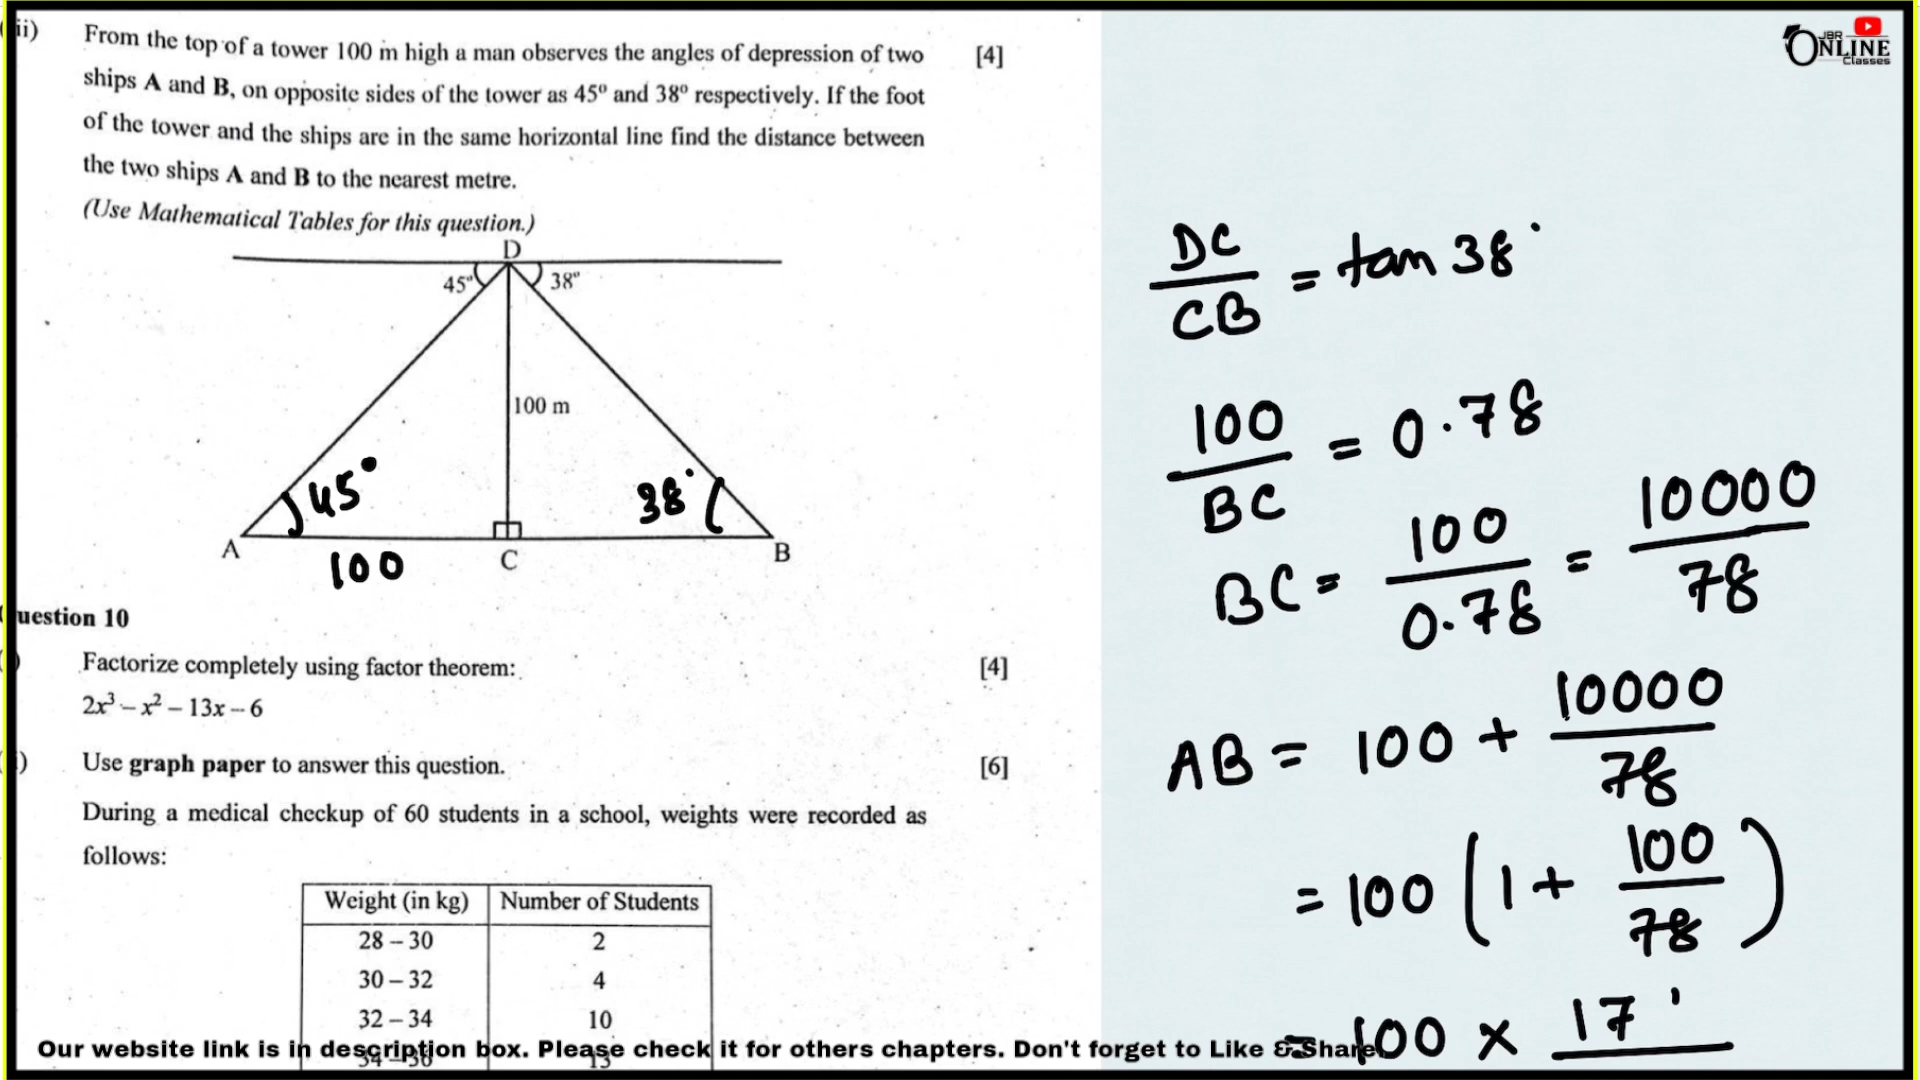 ii) From the top of a tower 100 m high a man observes the angles of depression of two [4]
ships A and B, on opposite sides of the tower as 45º and 38º respectively. If the foot
of the tower and the ships are in the same horizontal line find the distance between
the two ships A and B to the nearest metre.
(Use Mathematical Tables for this question.)
D
45º 38º
100 m
45° 38°
A C B
100
uestion 10
) Factorize completely using factor theorem: [4]
2x³ – x² – 13x – 6
) Use graph paper to answer this question. [6]
During a medical checkup of 60 students in a school, weights were recorded as
follows:
Weight (in kg) Number of Students
28 – 30 2
30 – 32 4
32 – 34 10
34 – 36 13
JBR
ONLINE
Classes
DC/CB = tan 38°
100/BC = 0.78
BC = 100/0.78 = 10000/78
AB = 100 + 10000/78
= 100 (1 + 100/78)
= 100 × 17
Our website link is in description box. Please check it for others chapters. Don't forget to Like & Share